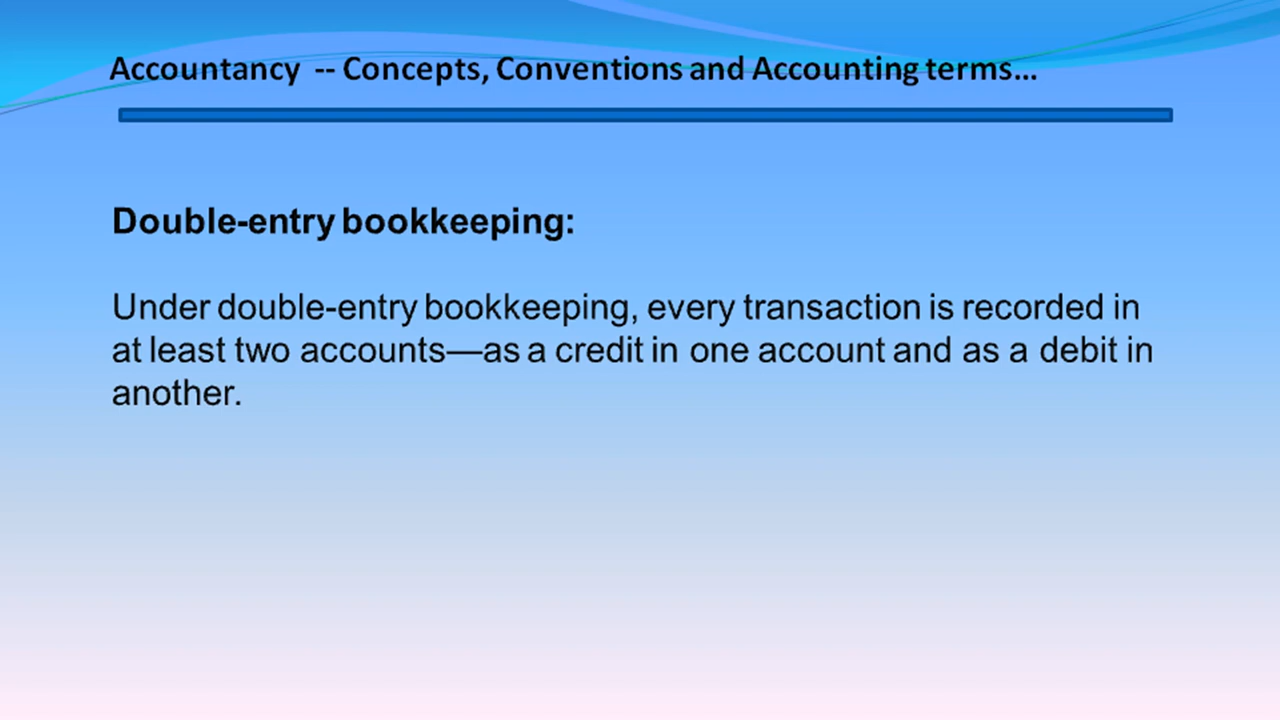 Accountancy -- Concepts, Conventions and Accounting terms...
Double-entry bookkeeping:
Under double-entry bookkeeping, every transaction is recorded in
at least two accounts—as a credit in one account and as a debit in
another.